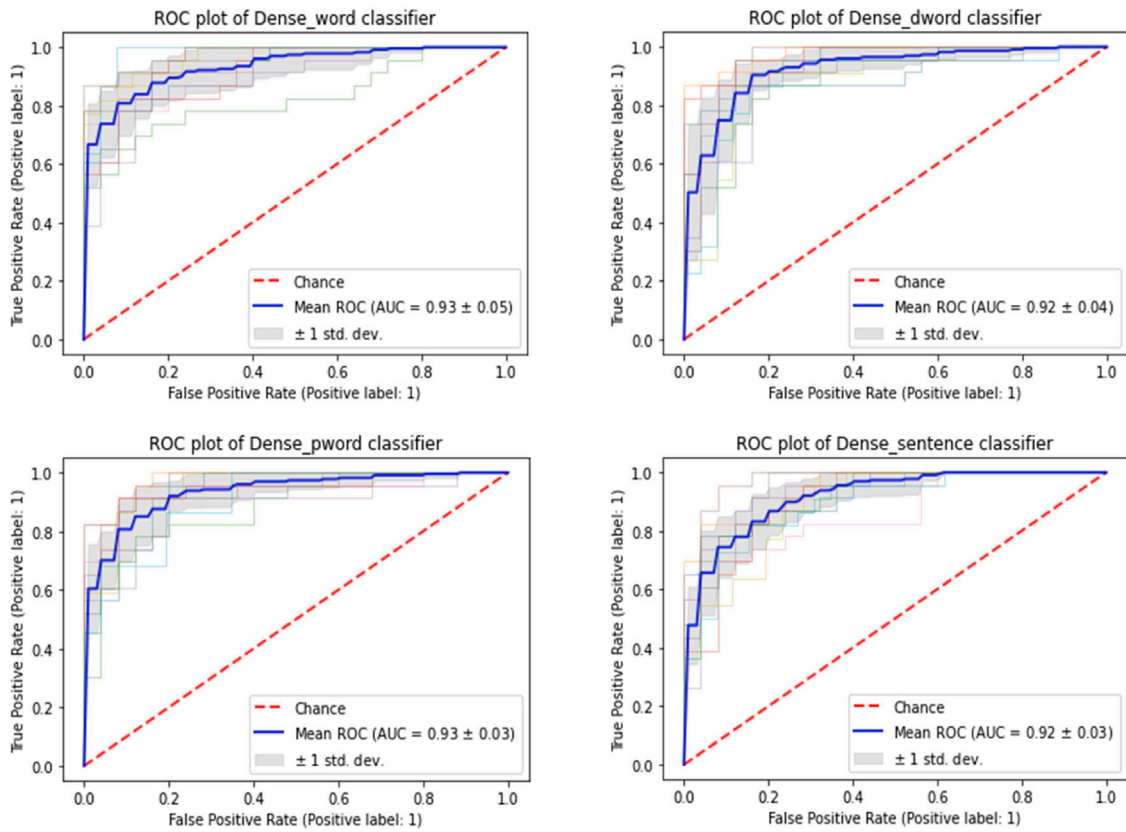 ROC plot of Dense_word classifier
True Positive Rate (Positive label: 1)
1.0
0.8
0.6
0.4
0.2
0.0
Chance
Mean ROC (AUC = 0.93 ± 0.05)
± 1 std. dev.
0.0 0.2 0.4 0.6 0.8 1.0
False Positive Rate (Positive label: 1)
ROC plot of Dense_dword classifier
True Positive Rate (Positive label: 1)
1.0
0.8
0.6
0.4
0.2
0.0
Chance
Mean ROC (AUC = 0.92 ± 0.04)
± 1 std. dev.
0.0 0.2 0.4 0.6 0.8 1.0
False Positive Rate (Positive label: 1)
ROC plot of Dense_pword classifier
True Positive Rate (Positive label: 1)
1.0
0.8
0.6
0.4
0.2
0.0
Chance
Mean ROC (AUC = 0.93 ± 0.03)
± 1 std. dev.
0.0 0.2 0.4 0.6 0.8 1.0
False Positive Rate (Positive label: 1)
ROC plot of Dense_sentence classifier
True Positive Rate (Positive label: 1)
1.0
0.8
0.6
0.4
0.2
0.0
Chance
Mean ROC (AUC = 0.92 ± 0.03)
± 1 std. dev.
0.0 0.2 0.4 0.6 0.8 1.0
False Positive Rate (Positive label: 1)